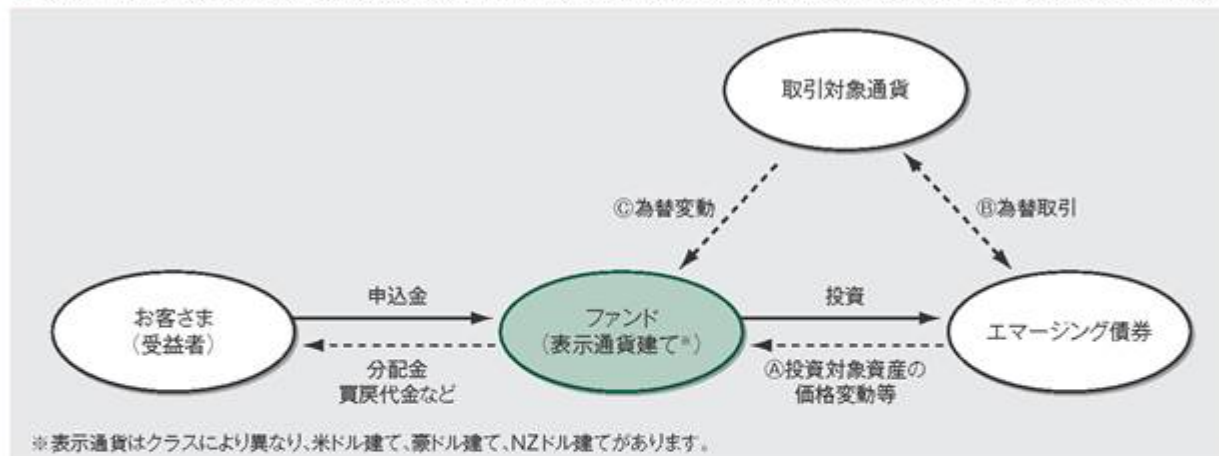 取引対象通貨
Ⓒ為替変動
Ⓑ為替取引
お客さま
（受益者）
申込金
分配金
買戻代金など
ファンド
（表示通貨建て※）
投資
Ⓐ投資対象資産の
価格変動等
エマージング債券
※表示通貨はクラスにより異なり、米ドル建て、豪ドル建て、NZドル建てがあります。